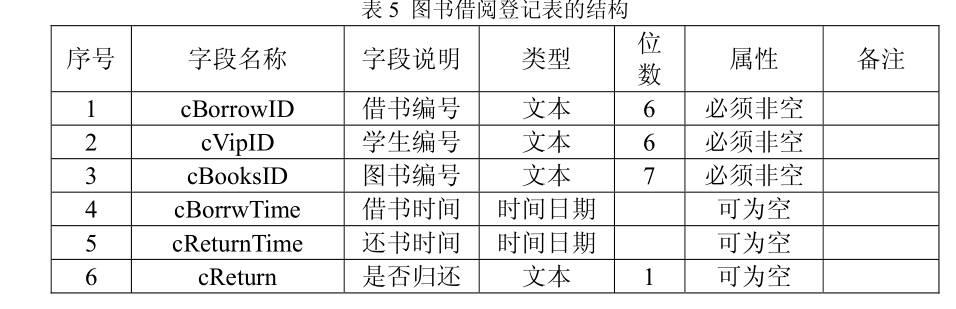 表 5 图书借阅登记表的结构
序号 字段名称 字段说明 类型 位数 属性 备注
1 cBorrowID 借书编号 文本 6 必须非空
2 cVipID 学生编号 文本 6 必须非空
3 cBooksID 图书编号 文本 7 必须非空
4 cBorrwTime 借书时间 时间日期 可为空
5 cReturnTime 还书时间 时间日期 可为空
6 cReturn 是否归还 文本 1 可为空